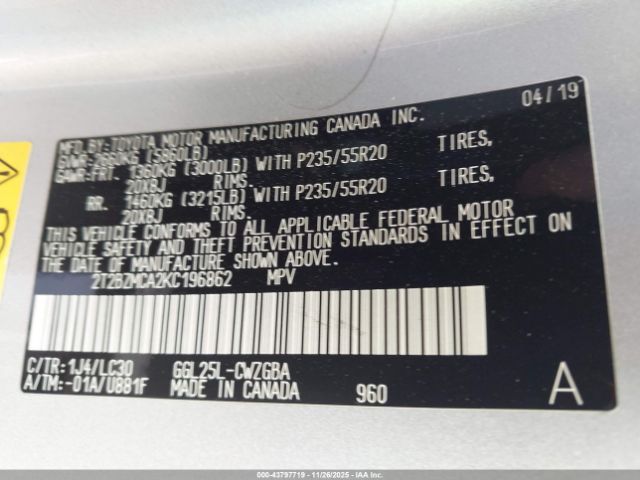 04/19
MFD.BY:TOYOTA MOTOR MANUFACTURING CANADA INC.
GVWR:2660KG (5860LB)
GAWR:FRT. 1360KG (3000LB) WITH P235/55R20 TIRES,
20X8J RIMS.
RR. 1460KG (3215LB) WITH P235/55R20 TIRES,
20X8J RIMS.
THIS VEHICLE CONFORMS TO ALL APPLICABLE FEDERAL MOTOR
VEHICLE SAFETY AND THEFT PREVENTION STANDARDS IN EFFECT ON
THE DATE OF MANUFACTURE SHOWN ABOVE.
2T2BZMCA2KC196862 MPV
C/TR:1J4/LC30 GGL25L-CWZGBA
A/TM:-01A/U881F MADE IN CANADA 960 A
000-43797719 | 11/26/2025 - IAAI.COM